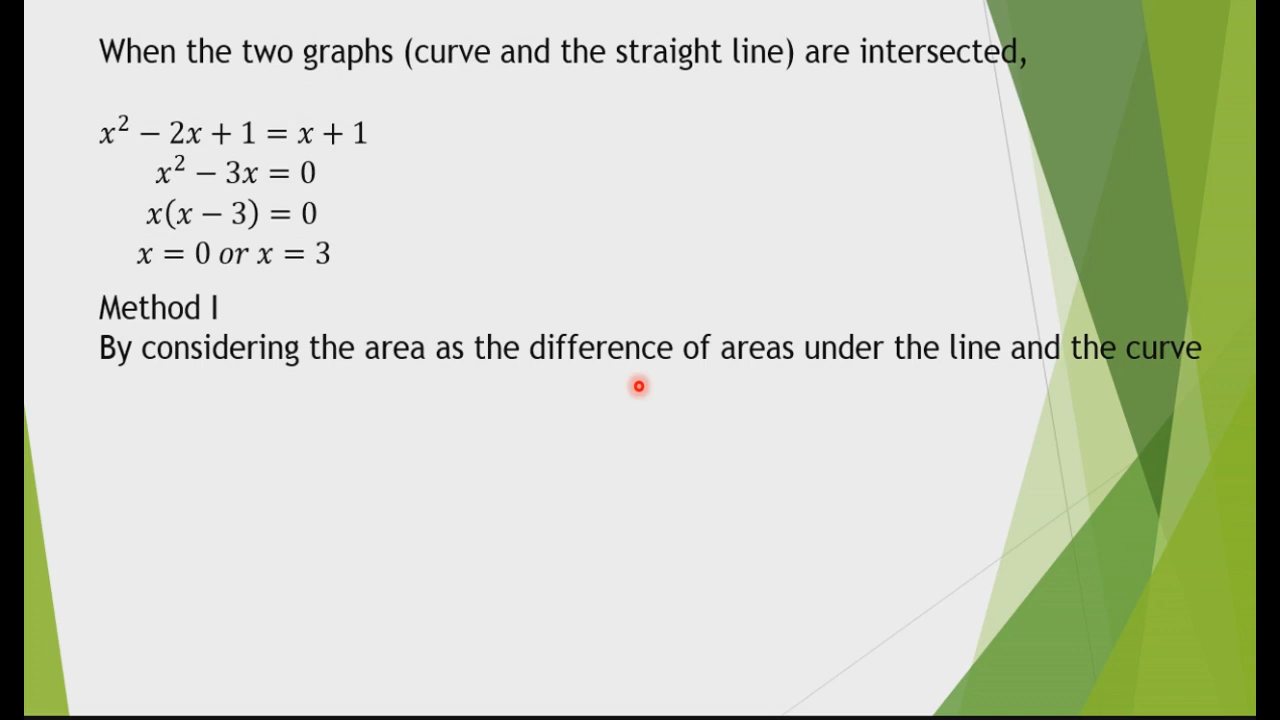 When the two graphs (curve and the straight line) are intersected,
x² − 2x + 1 = x + 1
x² − 3x = 0
x(x − 3) = 0
x = 0 or x = 3
Method I
By considering the area as the difference of areas under the line and the curve